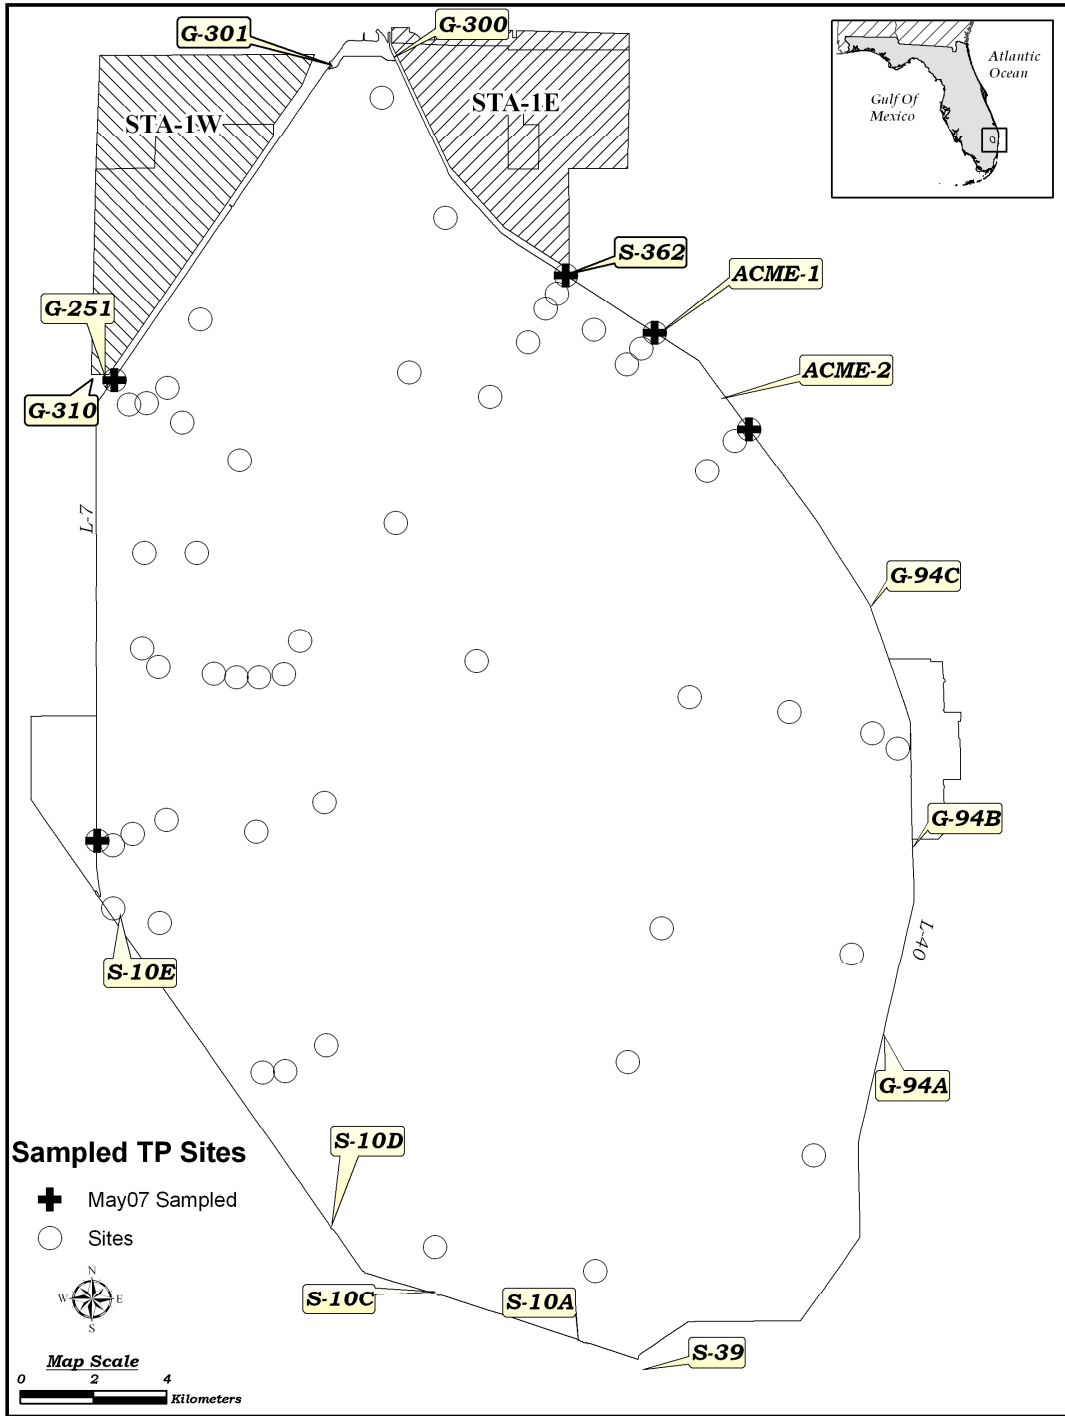 G-301
G-300
STA-1W
STA-1E
Atlantic
Ocean
Gulf Of
Mexico
S-362
ACME-1
G-251
ACME-2
G-310
L-7
G-94C
G-94B
L-40
S-10E
G-94A
S-10D
Sampled TP Sites
May07 Sampled
Sites
N
W
E
S
S-10C
S-10A
S-39
Map Scale
0 2 4
Kilometers